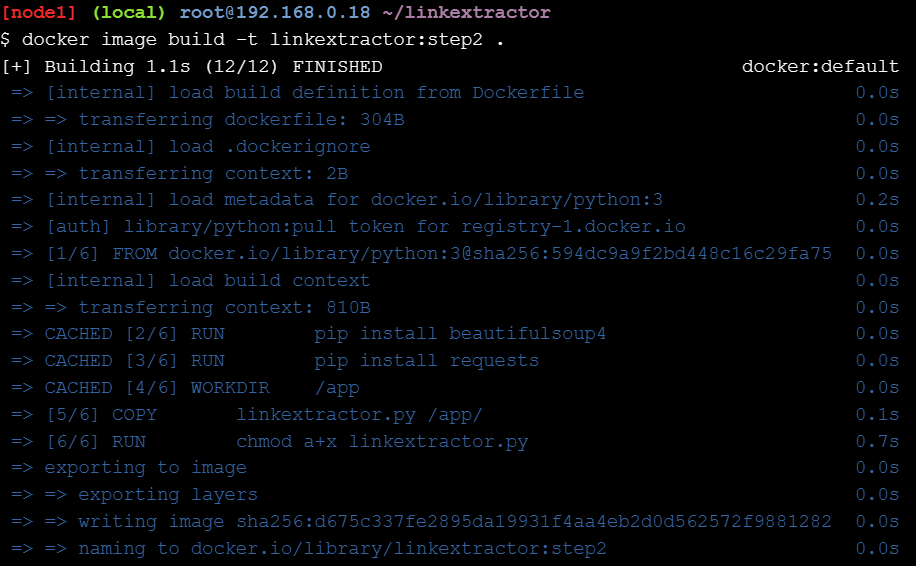 [node1] (local) root@192.168.0.18 ~/linkextractor
$ docker image build -t linkextractor:step2 .
[+] Building 1.1s (12/12) FINISHED docker:default
=> [internal] load build definition from Dockerfile 0.0s
=> => transferring dockerfile: 304B 0.0s
=> [internal] load .dockerignore 0.0s
=> => transferring context: 2B 0.0s
=> [internal] load metadata for docker.io/library/python:3 0.2s
=> [auth] library/python:pull token for registry-1.docker.io 0.0s
=> [1/6] FROM docker.io/library/python:3@sha256:594dc9a9f2bd448c16c29fa75 0.0s
=> [internal] load build context 0.0s
=> => transferring context: 810B 0.0s
=> CACHED [2/6] RUN pip install beautifulsoup4 0.0s
=> CACHED [3/6] RUN pip install requests 0.0s
=> CACHED [4/6] WORKDIR /app 0.0s
=> [5/6] COPY linkextractor.py /app/ 0.1s
=> [6/6] RUN chmod a+x linkextractor.py 0.7s
=> exporting to image 0.0s
=> => exporting layers 0.0s
=> => writing image sha256:d675c337fe2895da19931f4aa4eb2d0d562572f9881282 0.0s
=> => naming to docker.io/library/linkextractor:step2 0.0s